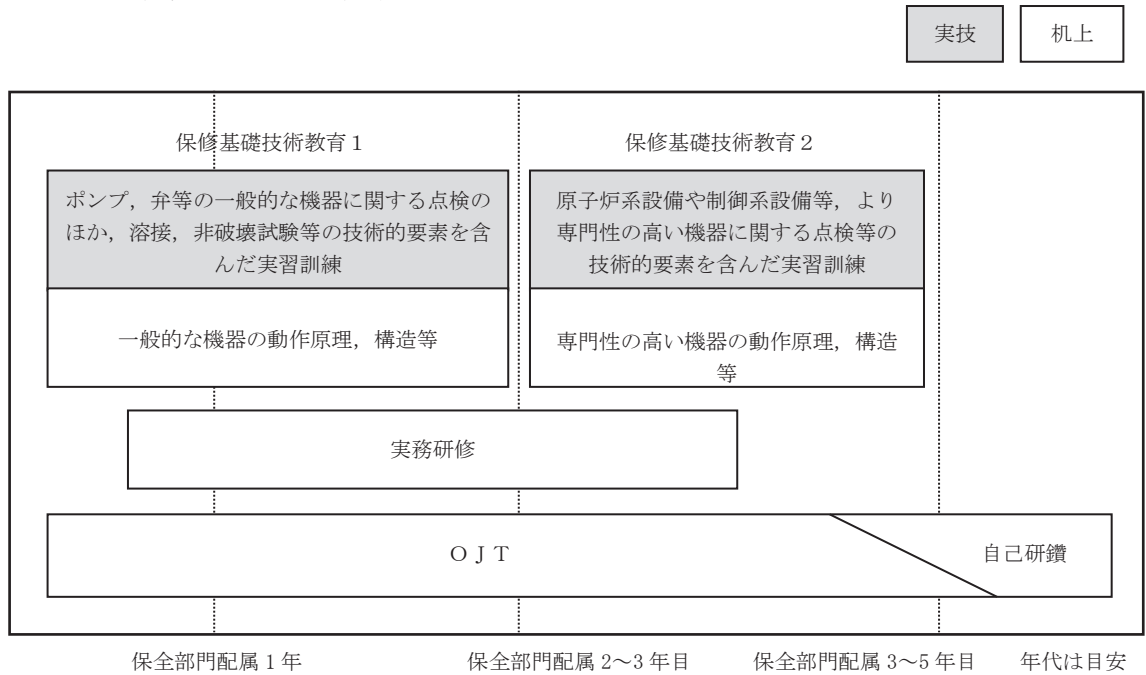 実技
机上
保修基礎技術教育1
保修基礎技術教育2
ポンプ，弁等の一般的な機器に関する点検の
ほか，溶接，非破壊試験等の技術的要素を含
んだ実習訓練
原子炉系設備や制御系設備等，より
専門性の高い機器に関する点検等の
技術的要素を含んだ実習訓練
一般的な機器の動作原理，構造等
専門性の高い機器の動作原理，構造
等
実務研修
ＯＪＴ
自己研鑽
保全部門配属 1 年
保全部門配属 2～3 年目
保全部門配属 3～5 年目
年代は目安